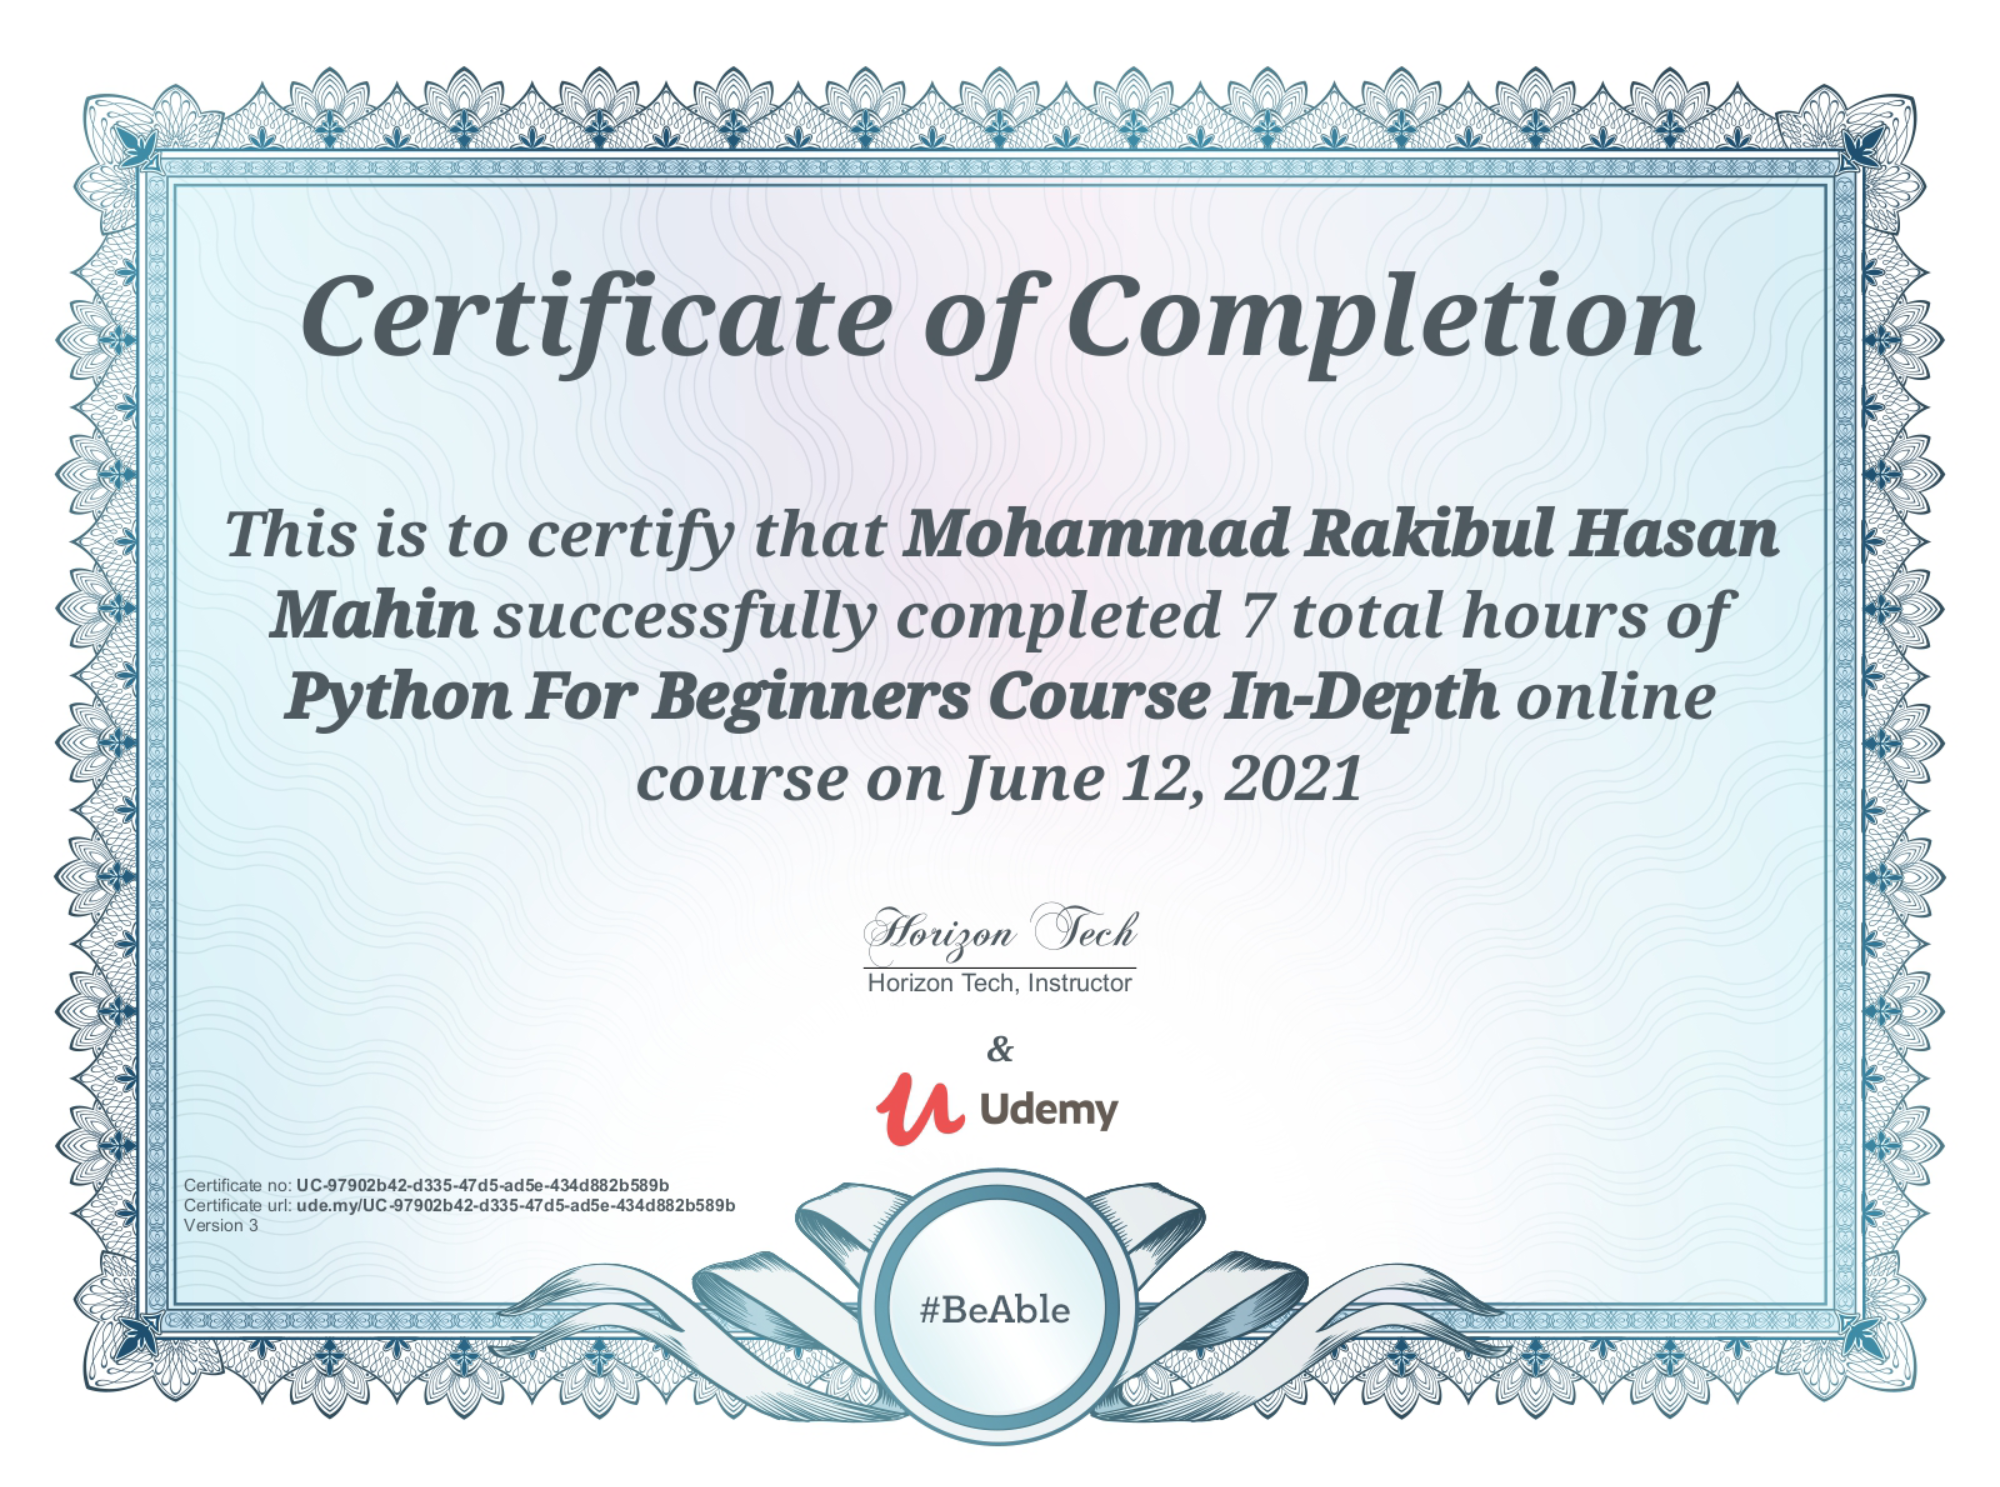 Certificate of Completion
This is to certify that Mohammad Rakibul Hasan
Mahin successfully completed 7 total hours of
Python For Beginners Course In-Depth online
course on June 12, 2021
Horizon Tech
Horizon Tech, Instructor
&
Udemy
Certificate no: UC-97902b42-d335-47d5-ad5e-434d882b589b
Certificate url: ude.my/UC-97902b42-d335-47d5-ad5e-434d882b589b
Version 3
#BeAble